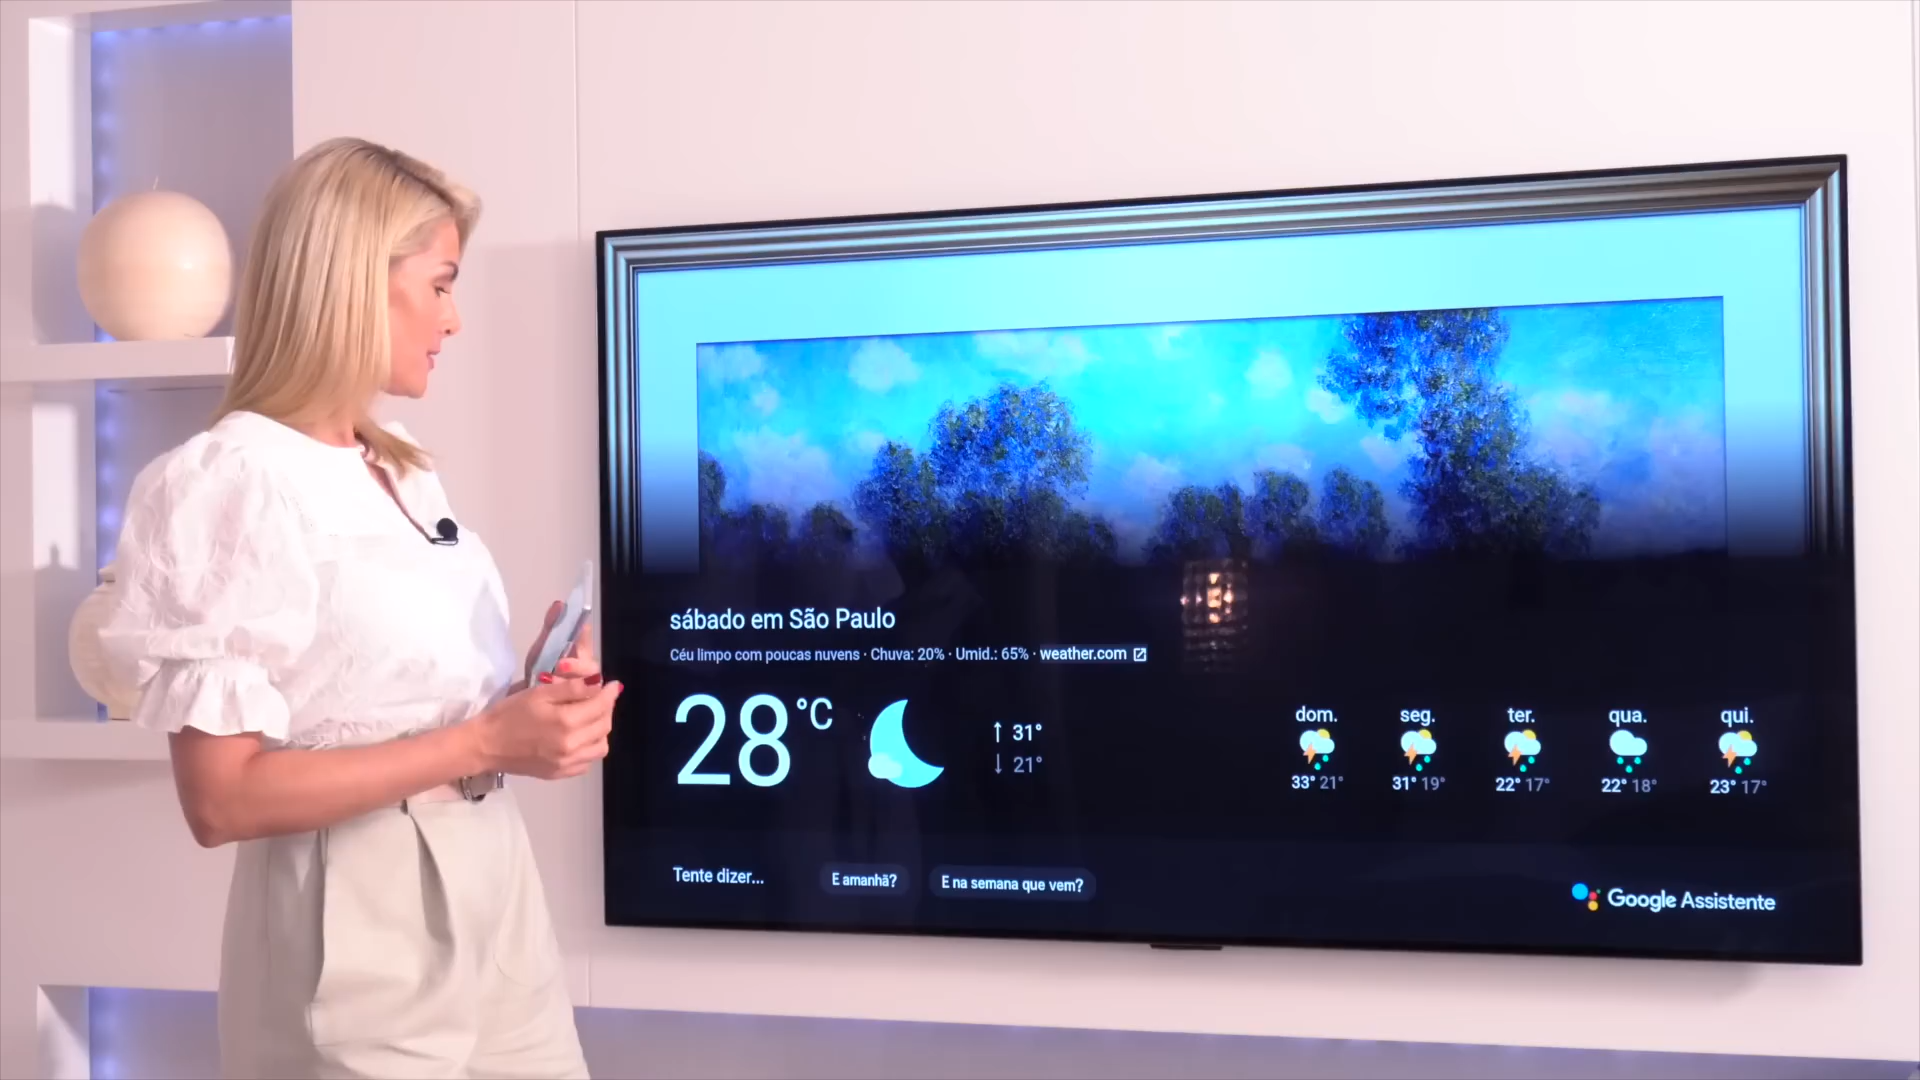 sábado em São Paulo
Céu limpo com poucas nuvens · Chuva: 20% · Umid.: 65% · weather.com
28°C
↑ 31°
↓ 21°
dom. seg. ter. qua. qui.
33° 21° 31° 19° 22° 17° 22° 18° 23° 17°
Tente dizer... E amanhã? E na semana que vem?
Google Assistente